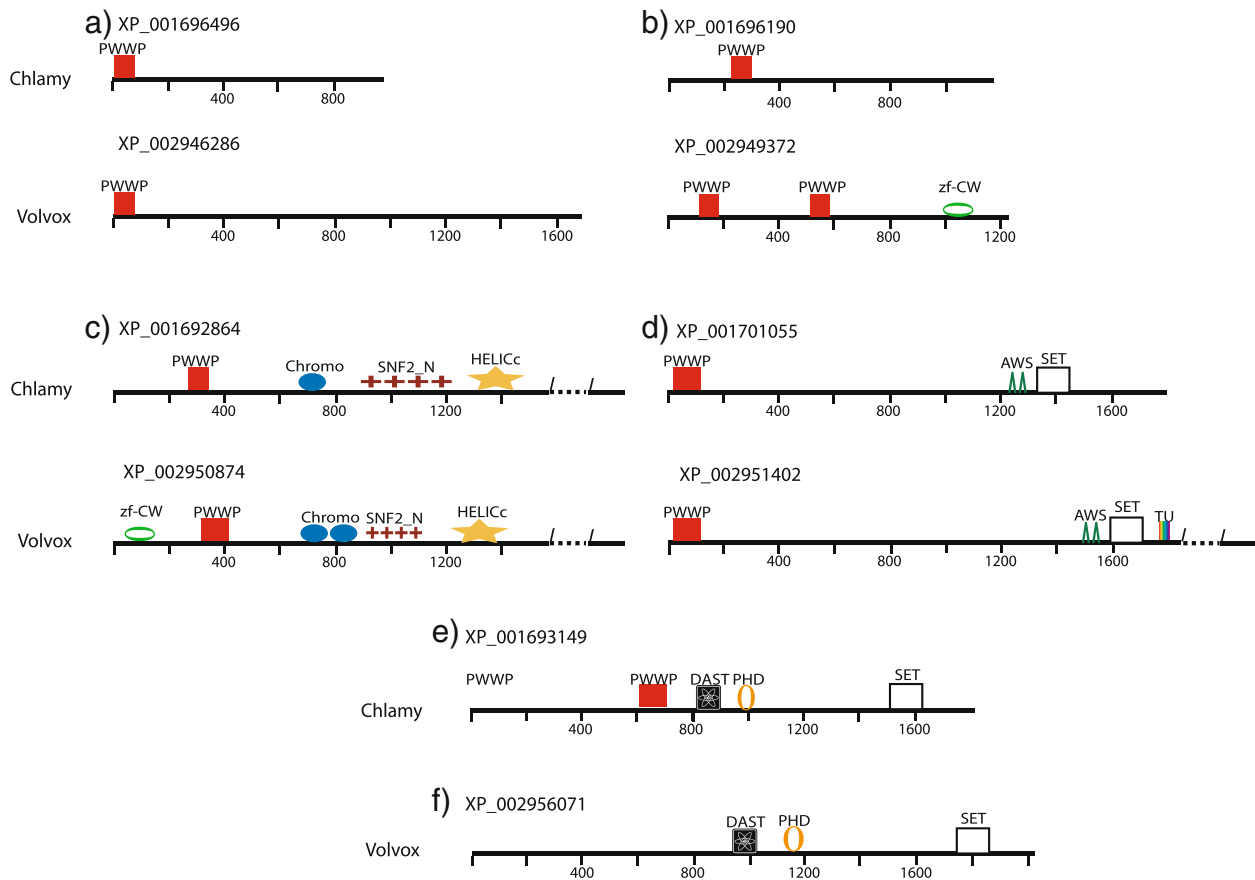 a) XP_001696496
PWWP
Chlamy
400 800
XP_002946286
PWWP
Volvox
400 800 1200 1600
b) XP_001696190
PWWP
400 800
XP_002949372
PWWP PWWP zf-CW
400 800 1200
c) XP_001692864
PWWP Chromo SNF2_N HELICc
Chlamy
400 800 1200
XP_002950874
zf-CW PWWP Chromo SNF2_N HELICc
Volvox
400 800 1200
d) XP_001701055
PWWP AWS SET
400 800 1200 1600
XP_002951402
PWWP AWS SET TU
400 800 1200 1600
e) XP_001693149
PWWP PWWP DAST PHD SET
Chlamy
400 800 1200 1600
f) XP_002956071
DAST PHD SET
Volvox
400 800 1200 1600